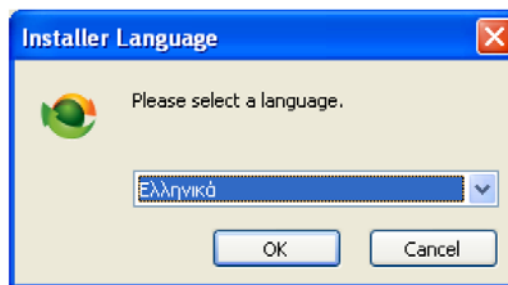 Installer Language
Please select a language.
Ελληνικά
OK
Cancel